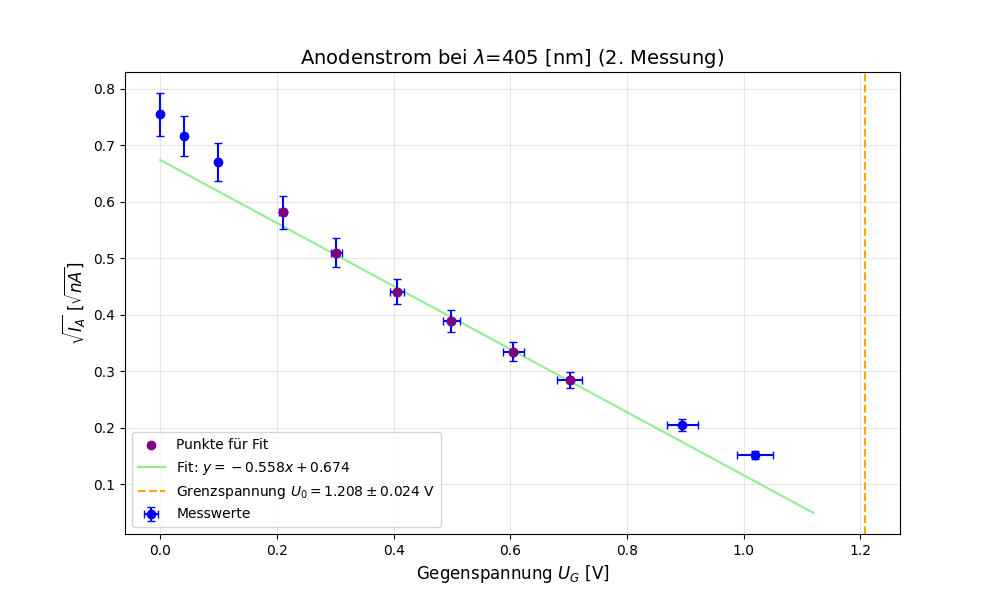 Anodenstrom bei λ=405 [nm] (2. Messung)
0.8
0.7
0.6
0.5
0.4
0.3
0.2
0.1
√I_A [√nA]
Punkte für Fit
Fit: y = −0.558x + 0.674
Grenzspannung U_0 = 1.208 ± 0.024 V
Messwerte
0.0 0.2 0.4 0.6 0.8 1.0 1.2
Gegenspannung U_G [V]